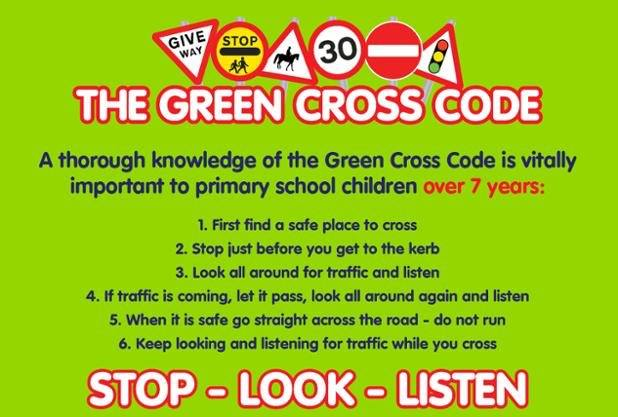 GIVE
WAY
STOP
30
THE GREEN CROSS CODE
A thorough knowledge of the Green Cross Code is vitally
important to primary school children over 7 years:
1. First find a safe place to cross
2. Stop just before you get to the kerb
3. Look all around for traffic and listen
4. If traffic is coming, let it pass, look all around again and listen
5. When it is safe go straight across the road - do not run
6. Keep looking and listening for traffic while you cross
STOP - LOOK - LISTEN